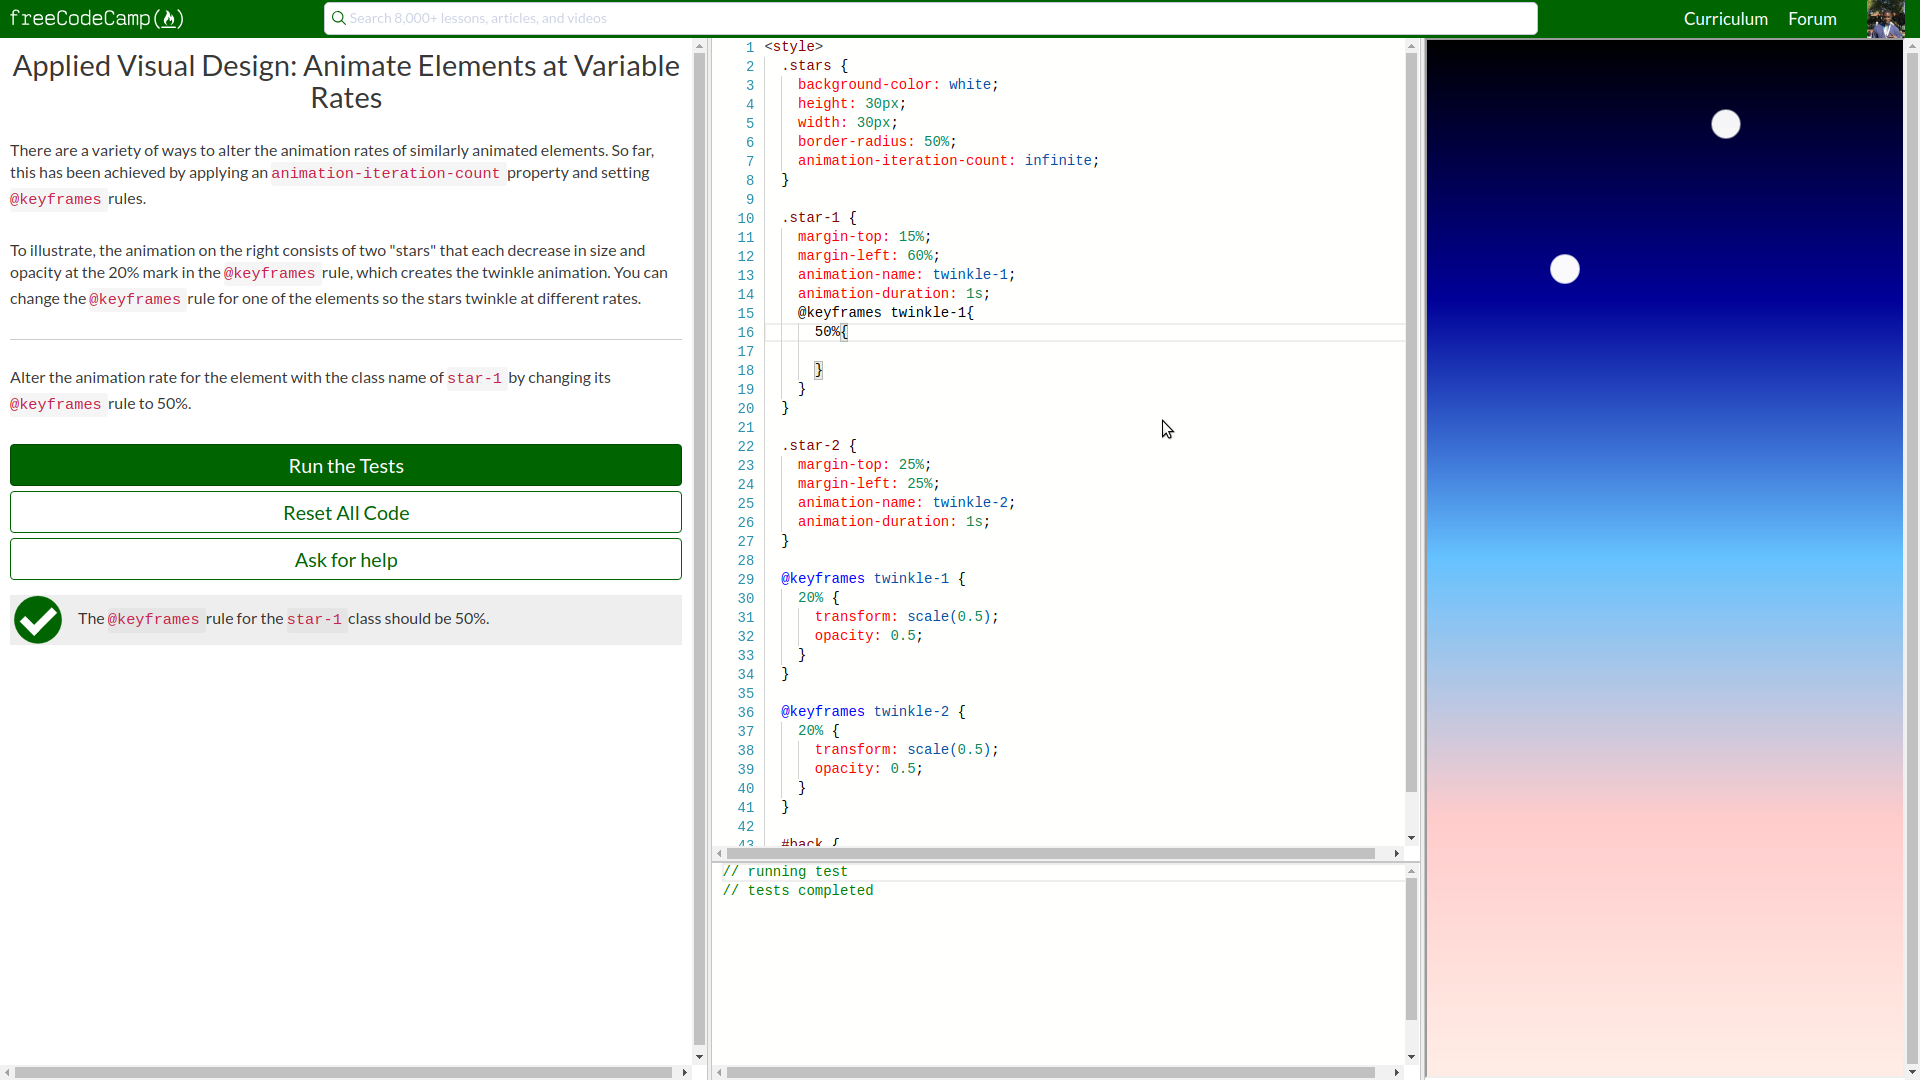 freeCodeCamp(🔥)
Search 8,000+ lessons, articles, and videos
Curriculum
Forum
Applied Visual Design: Animate Elements at Variable
Rates
There are a variety of ways to alter the animation rates of similarly animated elements. So far,
this has been achieved by applying an animation-iteration-count property and setting
@keyframes rules.
To illustrate, the animation on the right consists of two "stars" that each decrease in size and
opacity at the 20% mark in the @keyframes rule, which creates the twinkle animation. You can
change the @keyframes rule for one of the elements so the stars twinkle at different rates.
Alter the animation rate for the element with the class name of star-1 by changing its
@keyframes rule to 50%.
Run the Tests
Reset All Code
Ask for help
The @keyframes rule for the star-1 class should be 50%.
1 <style>
2 .stars {
3 background-color: white;
4 height: 30px;
5 width: 30px;
6 border-radius: 50%;
7 animation-iteration-count: infinite;
8 }
9
10 .star-1 {
11 margin-top: 15%;
12 margin-left: 60%;
13 animation-name: twinkle-1;
14 animation-duration: 1s;
15 @keyframes twinkle-1{
16 50%{
17
18 }
19 }
20 }
21
22 .star-2 {
23 margin-top: 25%;
24 margin-left: 25%;
25 animation-name: twinkle-2;
26 animation-duration: 1s;
27 }
28
29 @keyframes twinkle-1 {
30 20% {
31 transform: scale(0.5);
32 opacity: 0.5;
33 }
34 }
35
36 @keyframes twinkle-2 {
37 20% {
38 transform: scale(0.5);
39 opacity: 0.5;
40 }
41 }
42
43 #back {
// running test
// tests completed